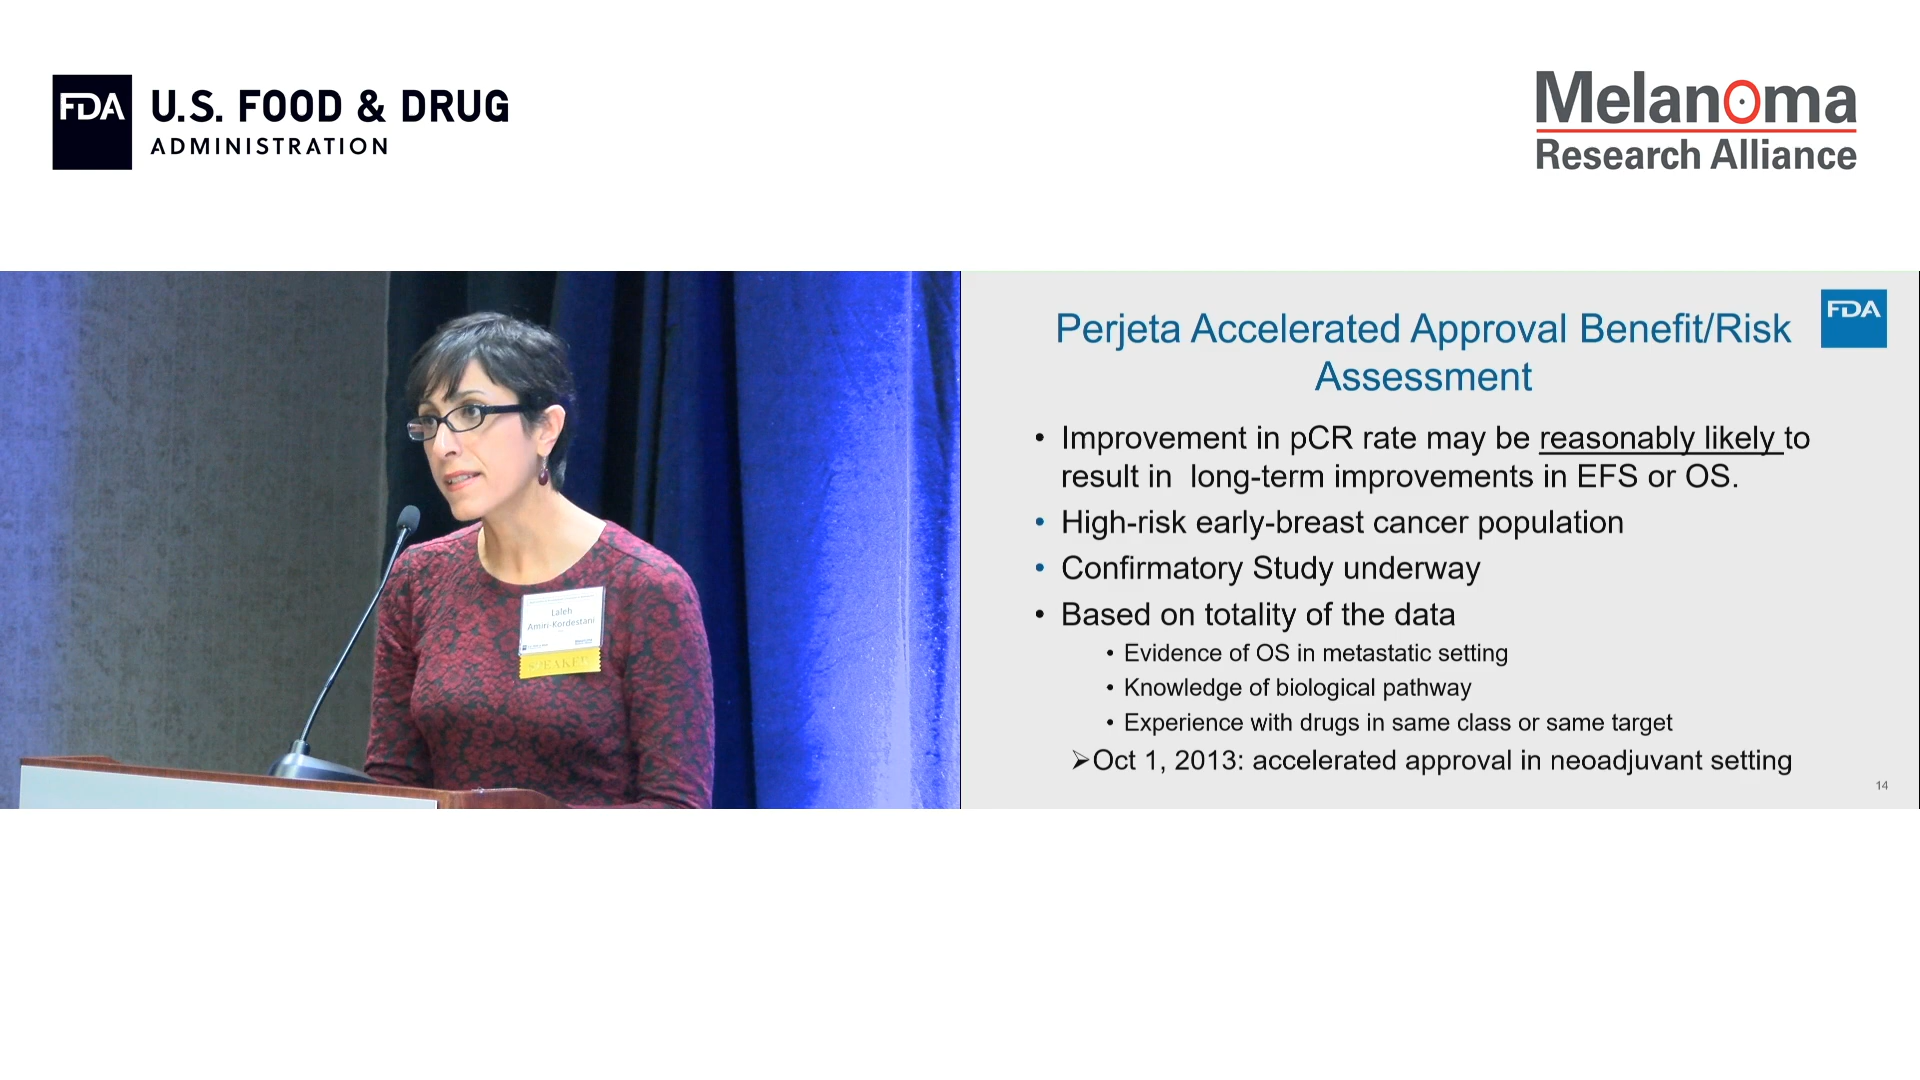 FDA
U.S. FOOD & DRUG
ADMINISTRATION
Melanoma
Research Alliance
Laleh
Amiri-Kordestani
SPEAKER
Perjeta Accelerated Approval Benefit/Risk
Assessment
FDA
• Improvement in pCR rate may be reasonably likely to
result in long-term improvements in EFS or OS.
• High-risk early-breast cancer population
• Confirmatory Study underway
• Based on totality of the data
• Evidence of OS in metastatic setting
• Knowledge of biological pathway
• Experience with drugs in same class or same target
➢Oct 1, 2013: accelerated approval in neoadjuvant setting
14